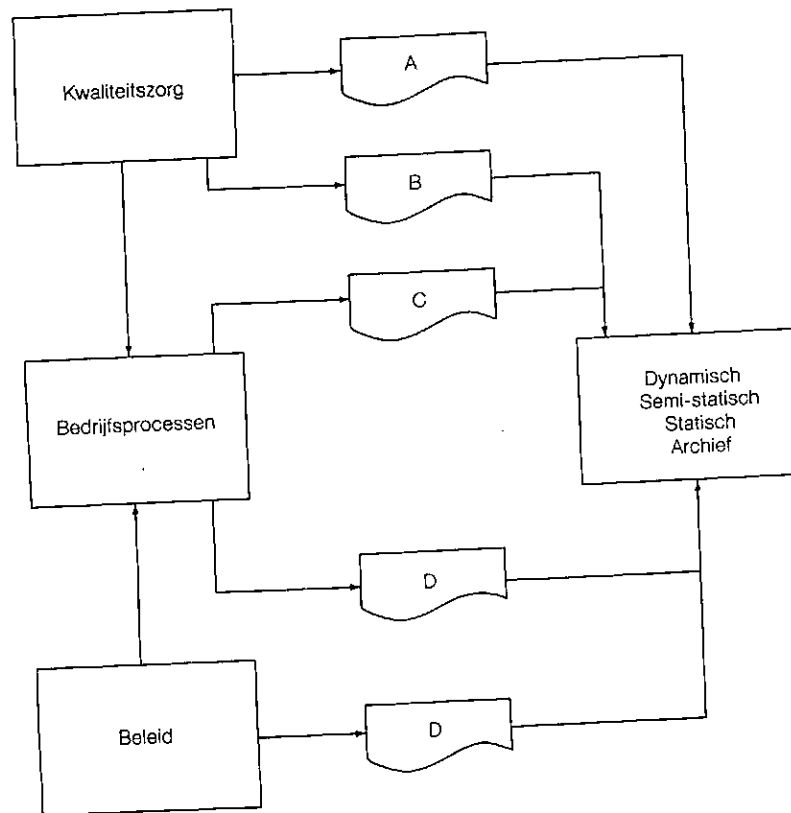 Kwaliteitszorg
A
B
C
Bedrijfsprocessen
Dynamisch
Semi-statisch
Statisch
Archief
D
Beleid
D